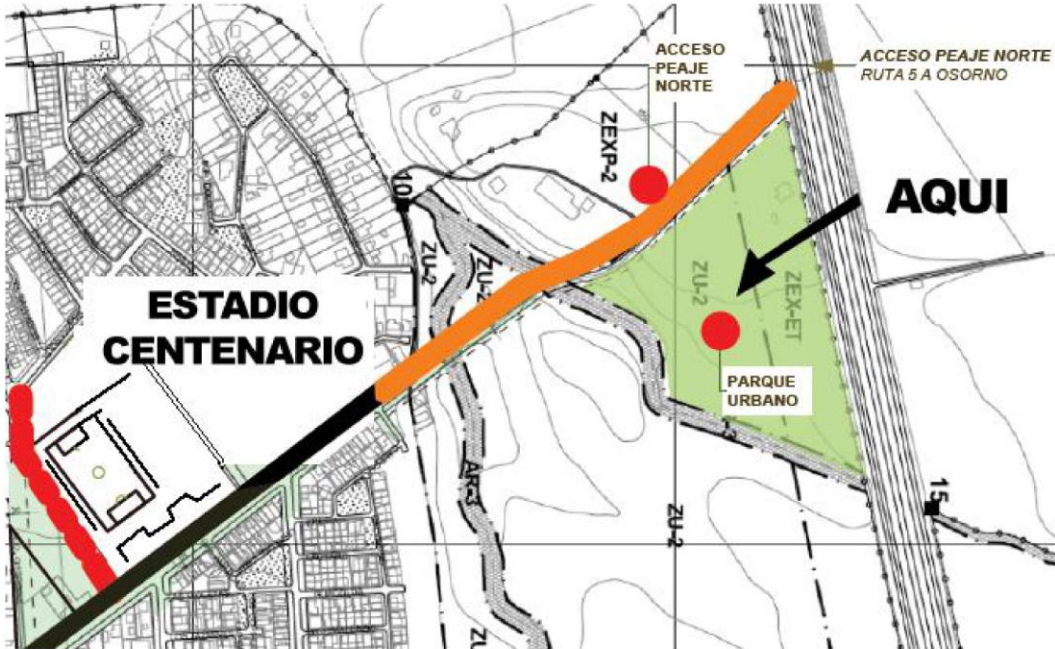 ACCESO
PEAJE
NORTE
ACCESO PEAJE NORTE
RUTA 5 A OSORNO
ZEXP-2
AQUI
10
ZU-2
ZU-2
ZU-2
ZEX-ET
ESTADIO
CENTENARIO
PARQUE
URBANO
AR-3
ZU-2
15